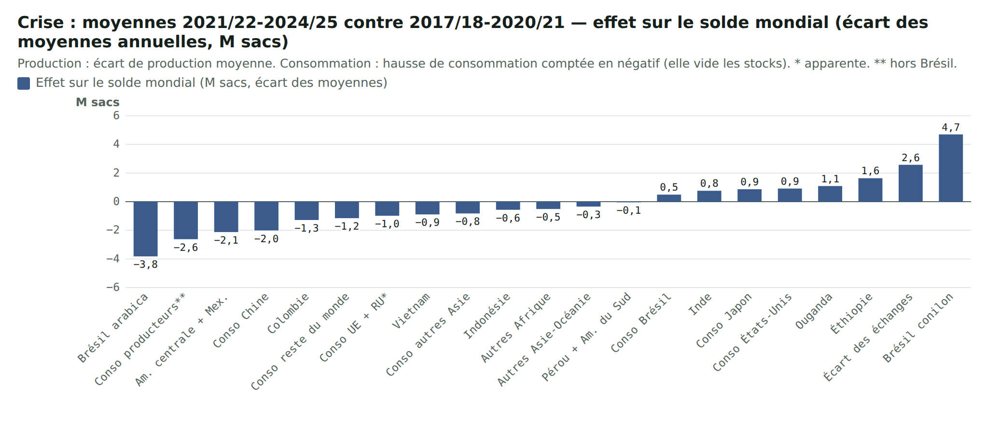 Crise : moyennes 2021/22-2024/25 contre 2017/18-2020/21 — effet sur le solde mondial (écart des
moyennes annuelles, M sacs)
Production : écart de production moyenne. Consommation : hausse de consommation comptée en négatif (elle vide les stocks). * apparente. ** hors Brésil.
Effet sur le solde mondial (M sacs, écart des moyennes)
M sacs
6
4
2
0
−2
−4
−6
−3,8
−2,6
−2,1
−2,0
−1,3
−1,2
−1,0
−0,9
−0,8
−0,6
−0,5
−0,3
−0,1
0,5
0,8
0,9
0,9
1,1
1,6
2,6
4,7
Brésil arabica
Conso producteurs**
Am. centrale + Mex.
Conso Chine
Colombie
Conso reste du monde
Conso UE + RU*
Vietnam
Conso autres Asie
Indonésie
Autres Afrique
Autres Asie-Océanie
Pérou + Am. du Sud
Conso Brésil
Inde
Conso Japon
Conso États-Unis
Ouganda
Éthiopie
Écart des échanges
Brésil conilon